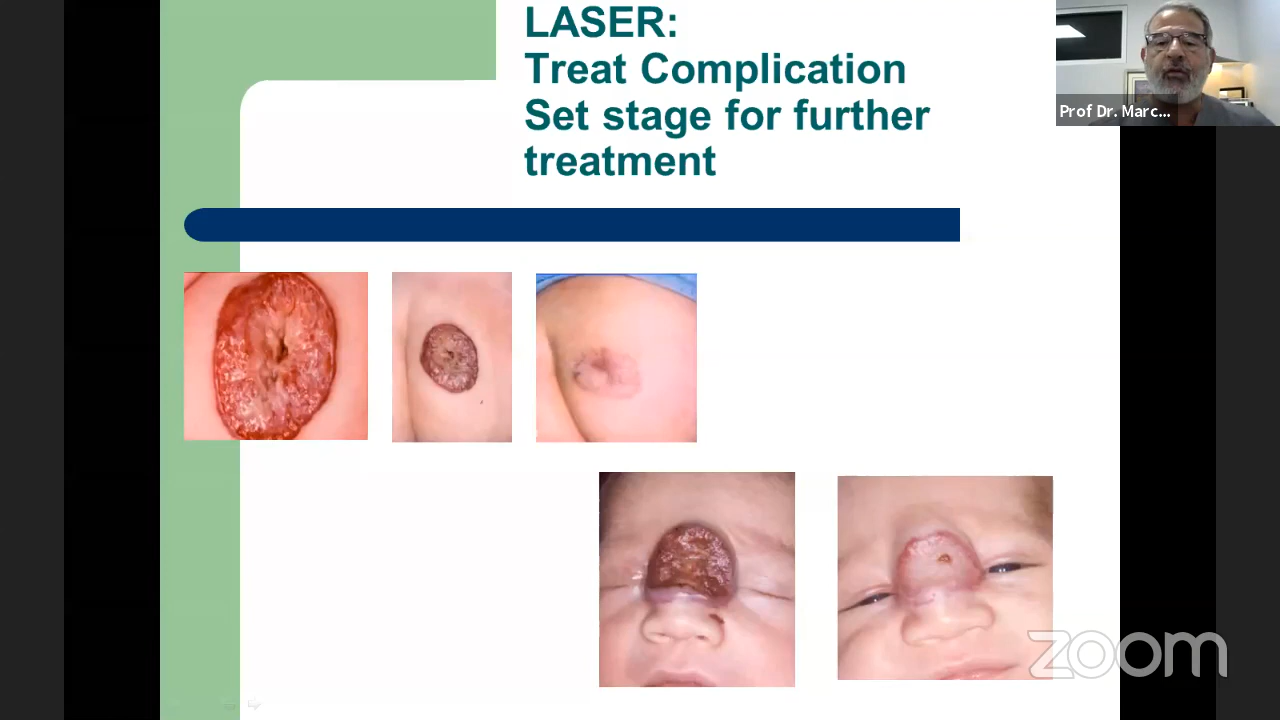 LASER:
Treat Complication
Set stage for further
treatment
Prof Dr. Marc...
zoom